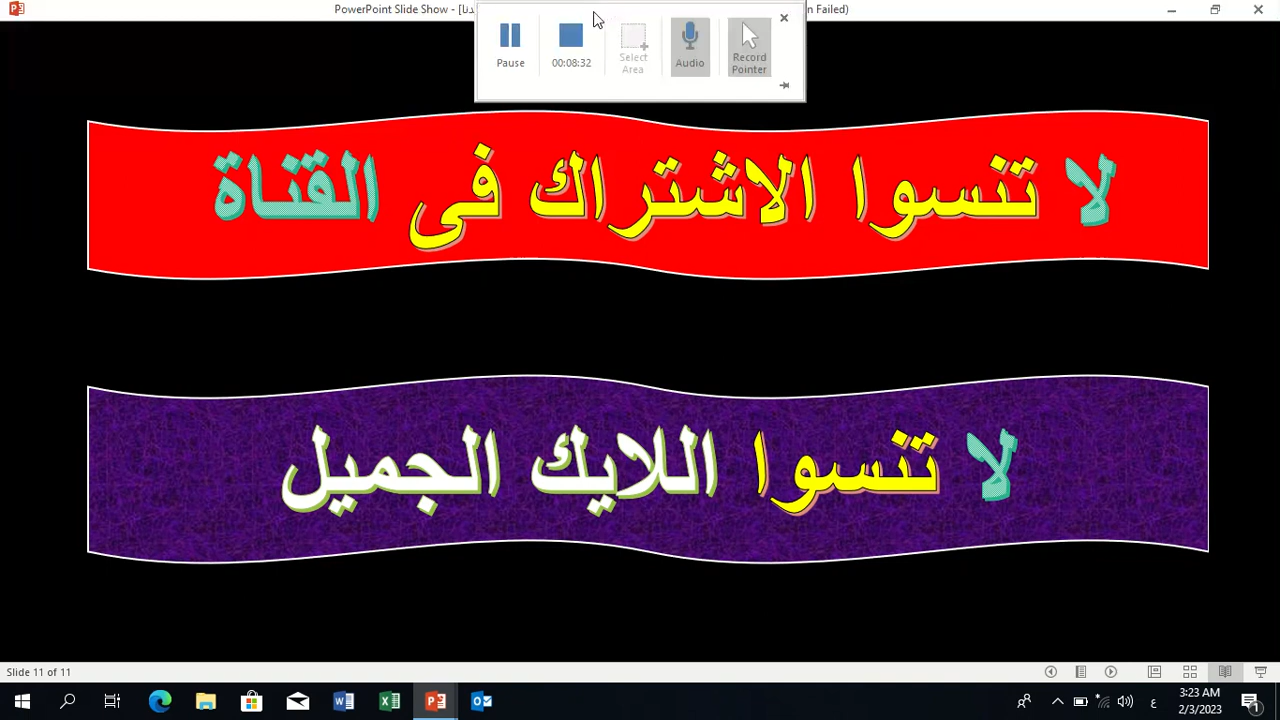 PowerPoint Slide Show - [
n Failed)
Pause
00:08:32
Select Area
Audio
Record Pointer
لا تنسوا الاشتراك فى القناة
لا تنسوا اللايك الجميل
Slide 11 of 11
ع
3:23 AM
2/3/2023
1